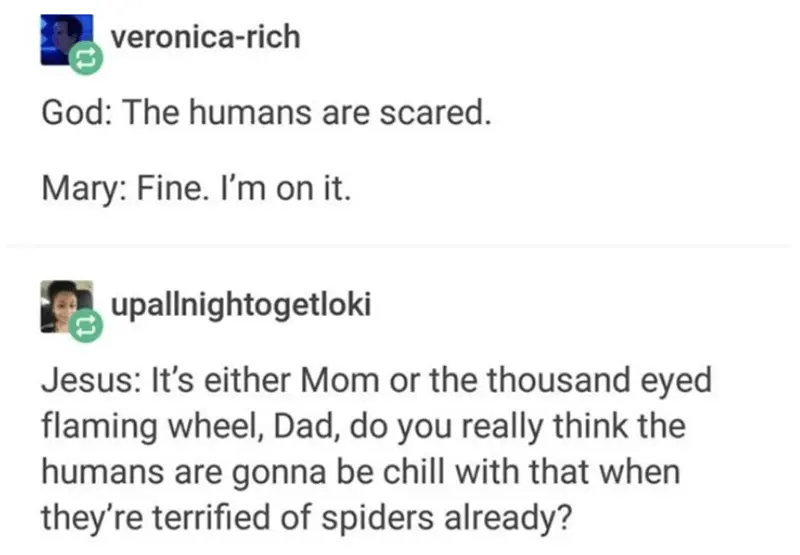 veronica-rich
God: The humans are scared.
Mary: Fine. I'm on it.
upallnightogetloki
Jesus: It's either Mom or the thousand eyed
flaming wheel, Dad, do you really think the
humans are gonna be chill with that when
they're terrified of spiders already?